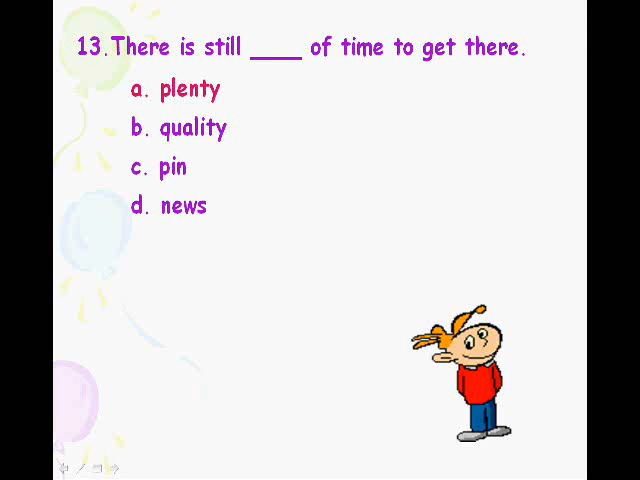 13.There is still ____ of time to get there.
a. plenty
b. quality
c. pin
d. news